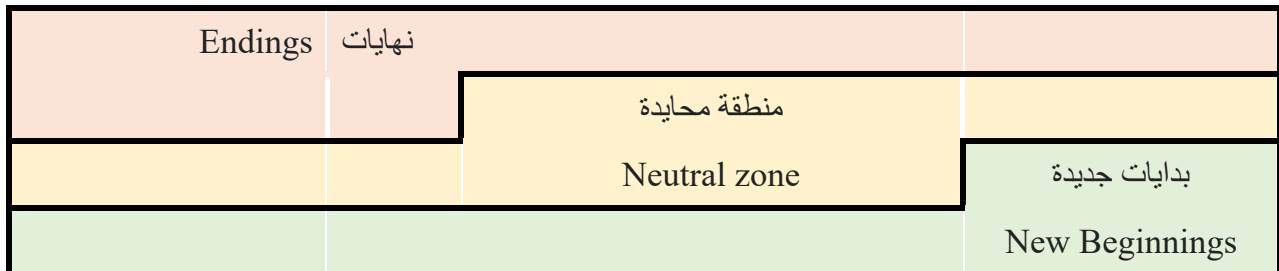 Endings نهايات
منطقة محايدة
Neutral zone
بدايات جديدة
New Beginnings